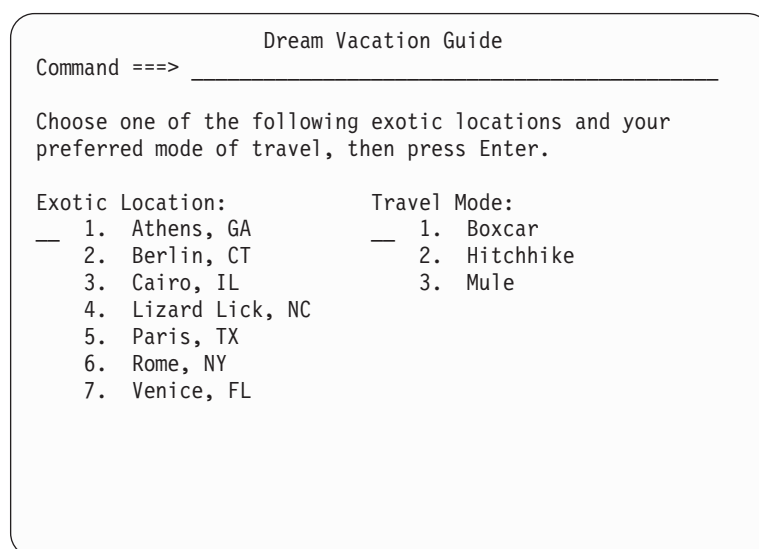 Dream Vacation Guide
Command ===> ____________________________________________
Choose one of the following exotic locations and your
preferred mode of travel, then press Enter.
Exotic Location: Travel Mode:
__ 1. Athens, GA __ 1. Boxcar
2. Berlin, CT 2. Hitchhike
3. Cairo, IL 3. Mule
4. Lizard Lick, NC
5. Paris, TX
6. Rome, NY
7. Venice, FL